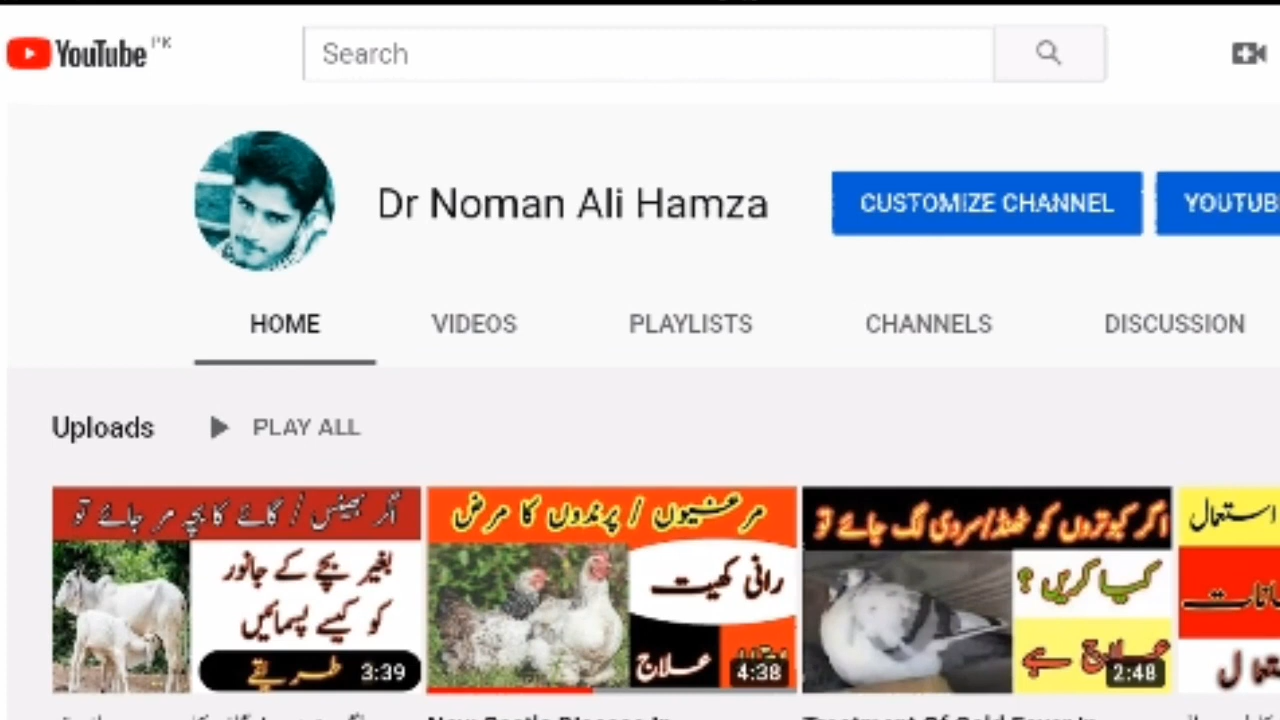 YouTube PK
Search
Dr Noman Ali Hamza
CUSTOMIZE CHANNEL
YOUTUB
HOME
VIDEOS
PLAYLISTS
CHANNELS
DISCUSSION
Uploads
PLAY ALL
اگر بھینس / گائے کا بچہ مر جائے تو
بغیر بچے کے جانور
کو کیسے پسمائیں
طریقے
3:39
مرغیوں / پرندوں کا مرض
رانی کھیت
علاج
4:38
اگر کبوتروں کو ٹھنڈ/سردی لگ جائے تو
کیا کریں ؟
علاج ہے
2:48
استعمال